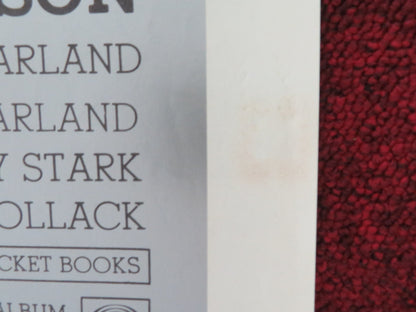 SON
ARLAND
ARLAND
Y STARK
OLLACK
CKET BOOKS
ALBUM